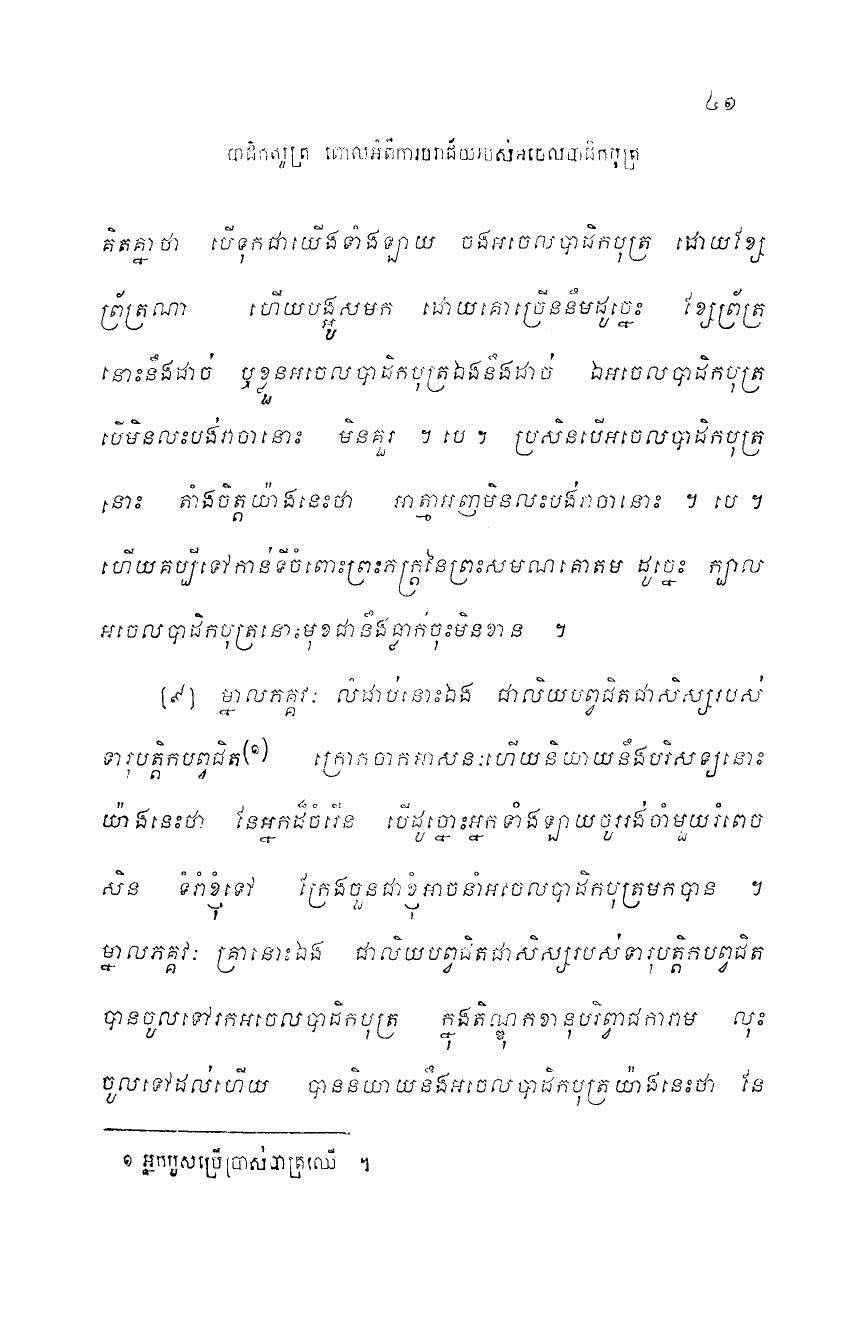 ៤១
បាដិកសូត្រ ពោលអំពីការបរាជ័យរបស់អចេលបាដិកបុត្រ
គិតគ្នាថា បើទុកជាយើងទាំងឡាយ ចងអចេលបាដិកបុត្រ ដោយខ្សែ
ព្រ័ត្រណា ហើយបង្អូសមក ដោយគោច្រើននឹមដូច្នេះ ខ្សែព្រ័ត្រ
នោះនឹងដាច់ ឬខ្លួនអចេលបាដិកបុត្រឯងនឹងដាច់ ឯអចេលបាដិកបុត្រ
បើមិនលះបង់វាចានោះ មិនគួរ ។ បេ ។ ប្រសិនបើអចេលបាដិកបុត្រ
នោះ តាំងចិត្តយ៉ាងនេះថា អាត្មាអញមិនលះបង់វាចានោះ ។ បេ ។
ហើយគប្បីទៅកាន់ទីចំពោះព្រះភក្ត្រនៃព្រះសមណគោតម ដូច្នេះ ក្បាល
អចេលបាដិកបុត្រនោះមុខជានឹងធ្លាក់ចុះមិនខាន ។
[៩] ម្នាលភគ្គវៈ លំដាប់នោះឯង ជាលិយបព្វជិតជាសិស្សរបស់
ទារុបត្តិកបព្វជិត(១) ក្រោកចាកអាសនៈហើយនិយាយនឹងបរិសទ្យនោះ
យ៉ាងនេះថា នែអ្នកដ៏ចំរើន បើដូច្នោះអ្នកទាំងឡាយចូររង់ចាំមួយរំពេច
សិន ទំរាំខ្ញុំទៅ ក្រែងចួនជាខ្ញុំអាចនាំអចេលបាដិកបុត្រមកបាន ។
ម្នាលភគ្គវៈ គ្រានោះឯង ជាលិយបព្វជិតជាសិស្សរបស់ទារុបត្តិកបព្វជិត
បានចូលទៅរកអចេលបាដិកបុត្រ ក្នុងតិណ្ឌុកខានុបរិព្វាជការាម លុះ
ចូលទៅដល់ហើយ បាននិយាយនឹងអចេលបាដិកបុត្រយ៉ាងនេះថា នែ
១ អ្នកបួសប្រើប្រាស់បាត្រឈើ ។